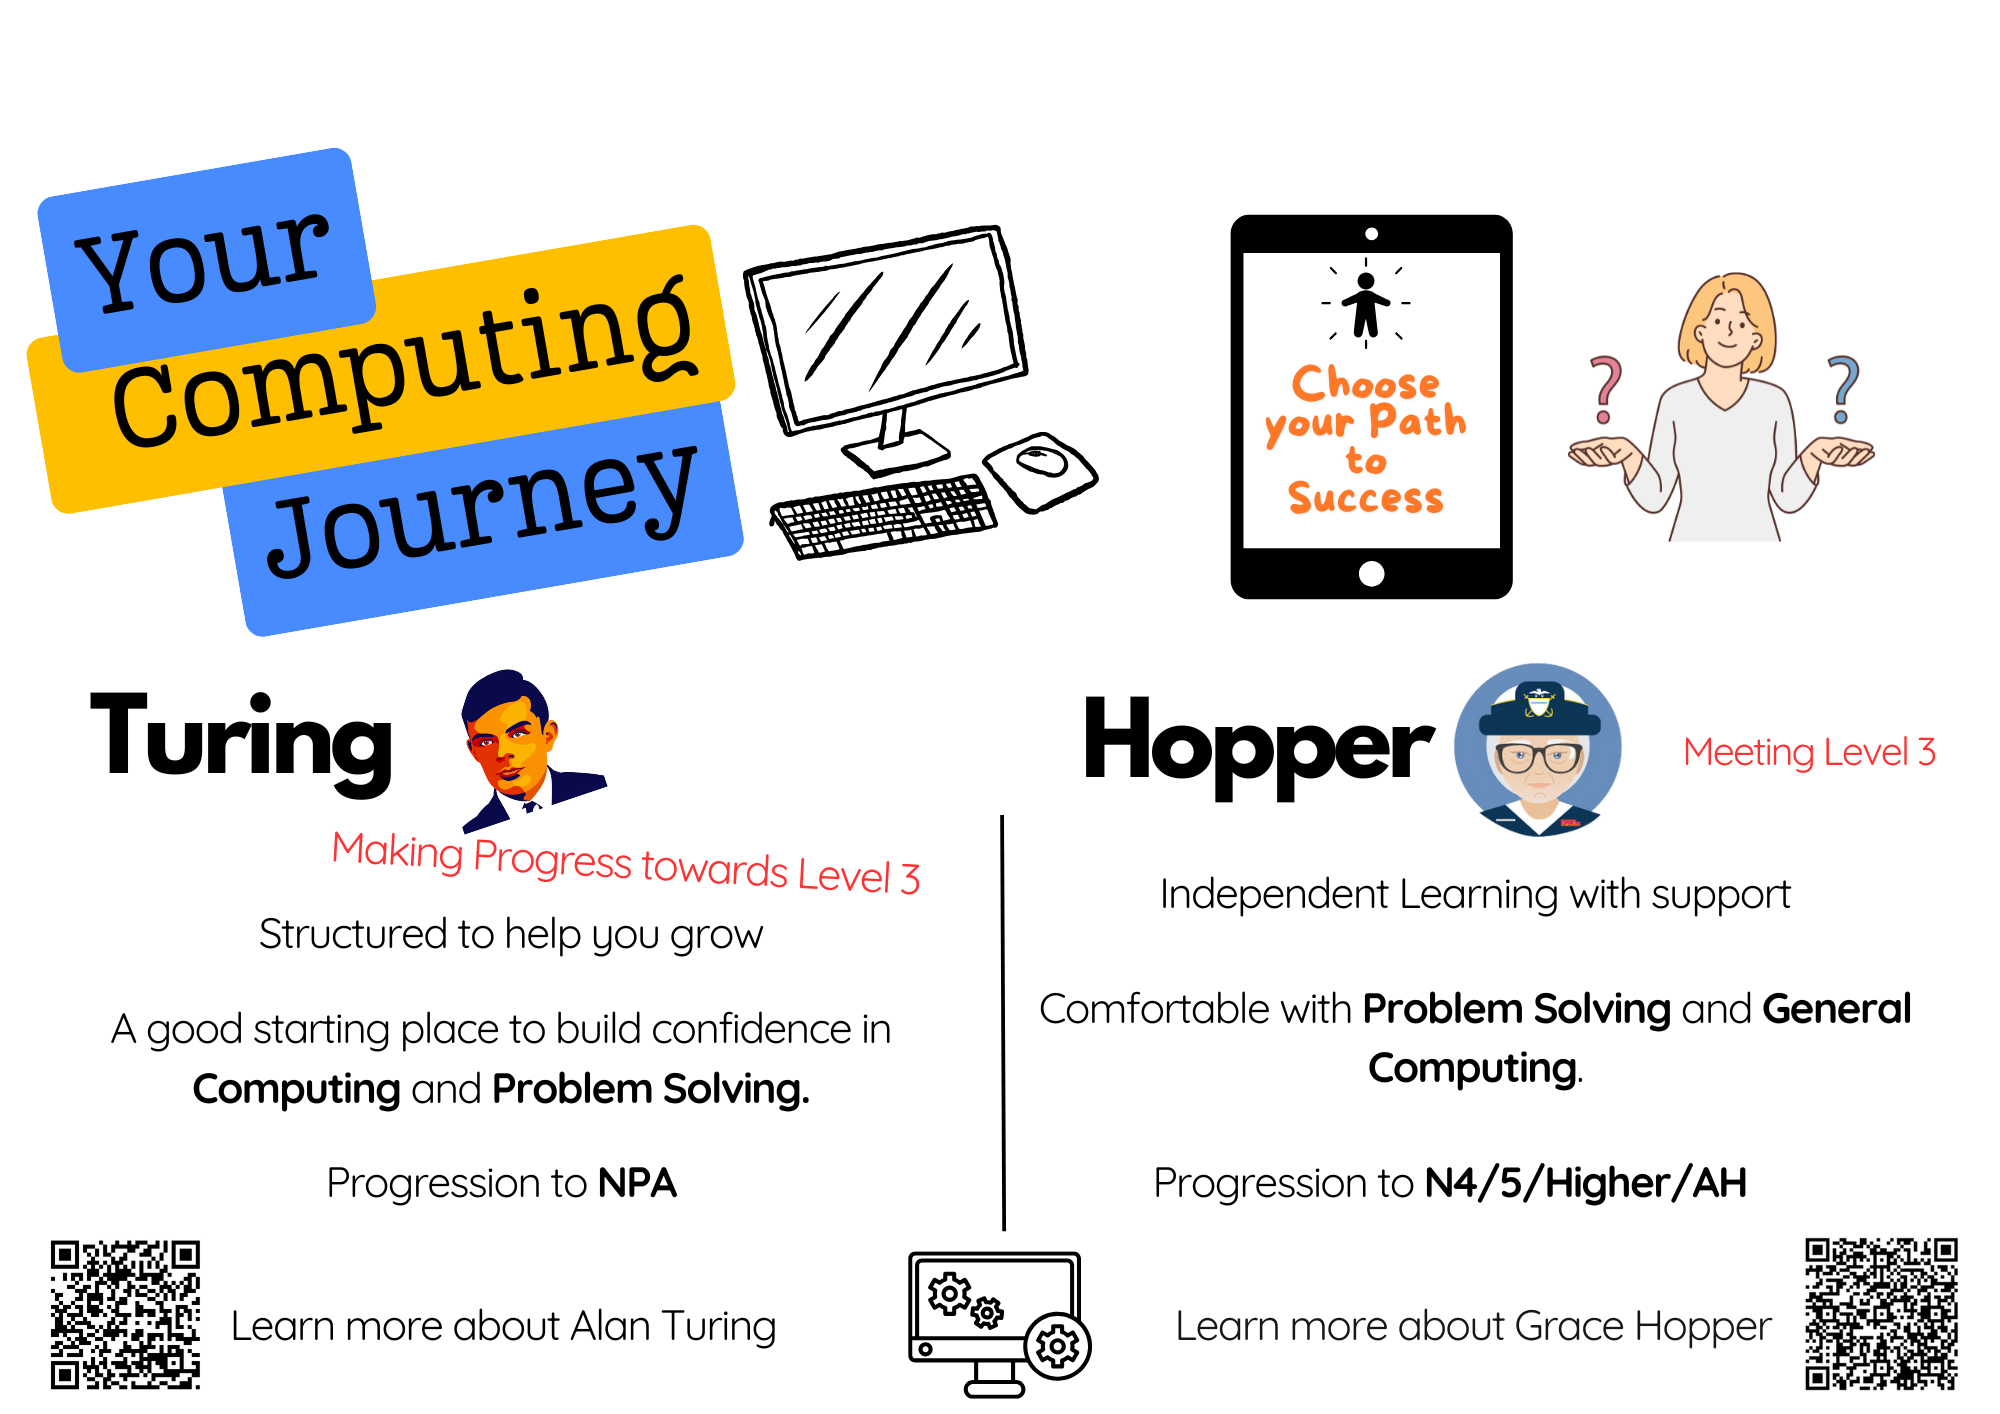 Your
Computing
Journey
Choose
your Path
to
Success
?
?
Turing
Making Progress towards Level 3
Structured to help you grow
A good starting place to build confidence in
Computing and Problem Solving.
Progression to NPA
Learn more about Alan Turing
Hopper
Meeting Level 3
Independent Learning with support
Comfortable with Problem Solving and General
Computing.
Progression to N4/5/Higher/AH
Learn more about Grace Hopper